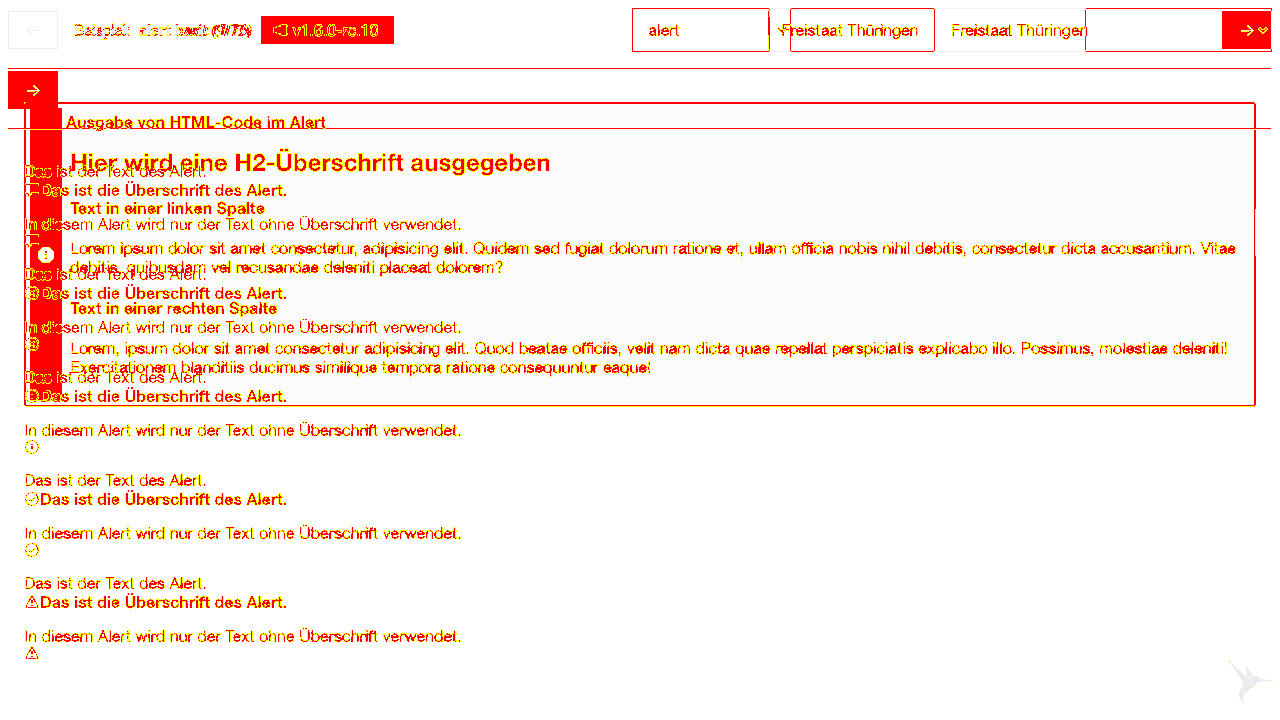 Beispiel: alert
v1.6.0-rc.10
alert
Freistaat Thüringen
Freistaat Thüringen
Ausgabe von HTML-Code im Alert
Hier wird eine H2-Überschrift ausgegeben
Das ist der Text des Alert.
Das ist die Überschrift des Alert.
Text in einer linken Spalte
In diesem Alert wird nur der Text ohne Überschrift verwendet.
Lorem ipsum dolor sit amet consectetur, adipisicing elit. Quidem sed fugiat dolorum ratione et, ullam officia nobis nihil debitis, consectetur dicta accusantium. Vitae
debitis, quibusdam vel recusandae deleniti placeat dolorem?
Das ist der Text des Alert.
Das ist die Überschrift des Alert.
Text in einer rechten Spalte
In diesem Alert wird nur der Text ohne Überschrift verwendet.
Lorem, ipsum dolor sit amet consectetur adipisicing elit. Quod beatae officiis, velit nam dicta quae repellat perspiciatis explicabo illo. Possimus, molestiae deleniti!
Exercitationem blanditiis ducimus similique tempora ratione consequuntur eaque!
Das ist der Text des Alert.
Das ist die Überschrift des Alert.
In diesem Alert wird nur der Text ohne Überschrift verwendet.
Das ist der Text des Alert.
Das ist die Überschrift des Alert.
In diesem Alert wird nur der Text ohne Überschrift verwendet.
Das ist der Text des Alert.
Das ist die Überschrift des Alert.
In diesem Alert wird nur der Text ohne Überschrift verwendet.